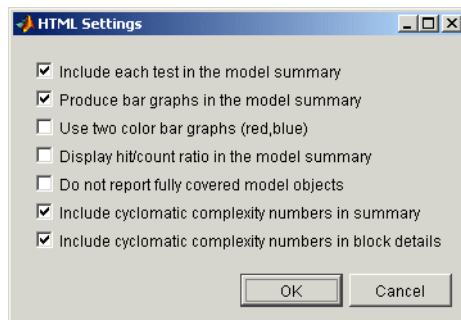 HTML Settings
Include each test in the model summary
Produce bar graphs in the model summary
Use two color bar graphs (red,blue)
Display hit/count ratio in the model summary
Do not report fully covered model objects
Include cyclomatic complexity numbers in summary
Include cyclomatic complexity numbers in block details
OK Cancel